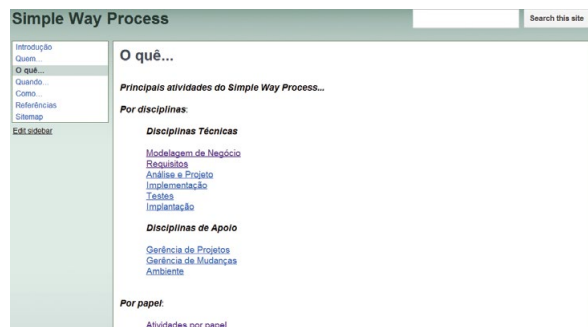 Simple Way Process
Search this site
Introdução
Quem...
O quê...
Quando...
Como...
Referências
Sitemap
Edit sidebar
O quê...
Principais atividades do Simple Way Process...
Por disciplinas:
Disciplinas Técnicas
Modelagem de Negócio
Requisitos
Análise e Projeto
Implementação
Testes
Implantação
Disciplinas de Apoio
Gerência de Projetos
Gerência de Mudanças
Ambiente
Por papel:
Atividades por papel